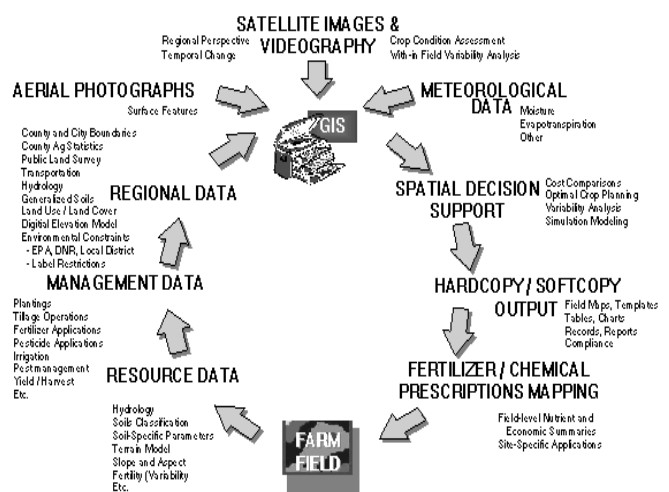 SATELLITE IMAGES &
VIDEOGRAPHY
Regional Perspective
Temporal Change
Crop Condition Assessment
With-in Field Variability Analysis
AERIAL PHOTOGRAPHS
Surface Features
GIS
METEOROLOGICAL
DATA
Moisture
Evapotranspiration
Other
County and City Boundaries
County Ag Statistics
Public Land Survey
Transportation
Hydrology
Generalized Soils
Land Use / Land Cover
Digitial Elevation Model
Environmental Constraints
- EPA, DNR, Local District
- Label Restrictions
REGIONAL DATA
SPATIAL DECISION
SUPPORT
Cost Comparisons
Optimal Crop Planning
Variability Analysis
Simulation Modeling
MANAGEMENT DATA
Plantings
Tillage Operations
Fertilizer Applications
Pesticide Applications
Irrigation
Pestmanagement
Yield / Harvest
Etc.
HARDCOPY / SOFTCOPY
OUTPUT
Field Maps, Templates
Tables, Charts
Records, Reports
Compliance
RESOURCE DATA
Hydrology
Soils Classification
Soil-Specific Parameters
Terrain Model
Slope and Aspect
Fertility (Variability
Etc.
FERTILIZER / CHEMICAL
PRESCRIPTIONS MAPPING
Field-level Nutrient and
Economic Summaries
Site-Specific Applications
FARM
FIELD